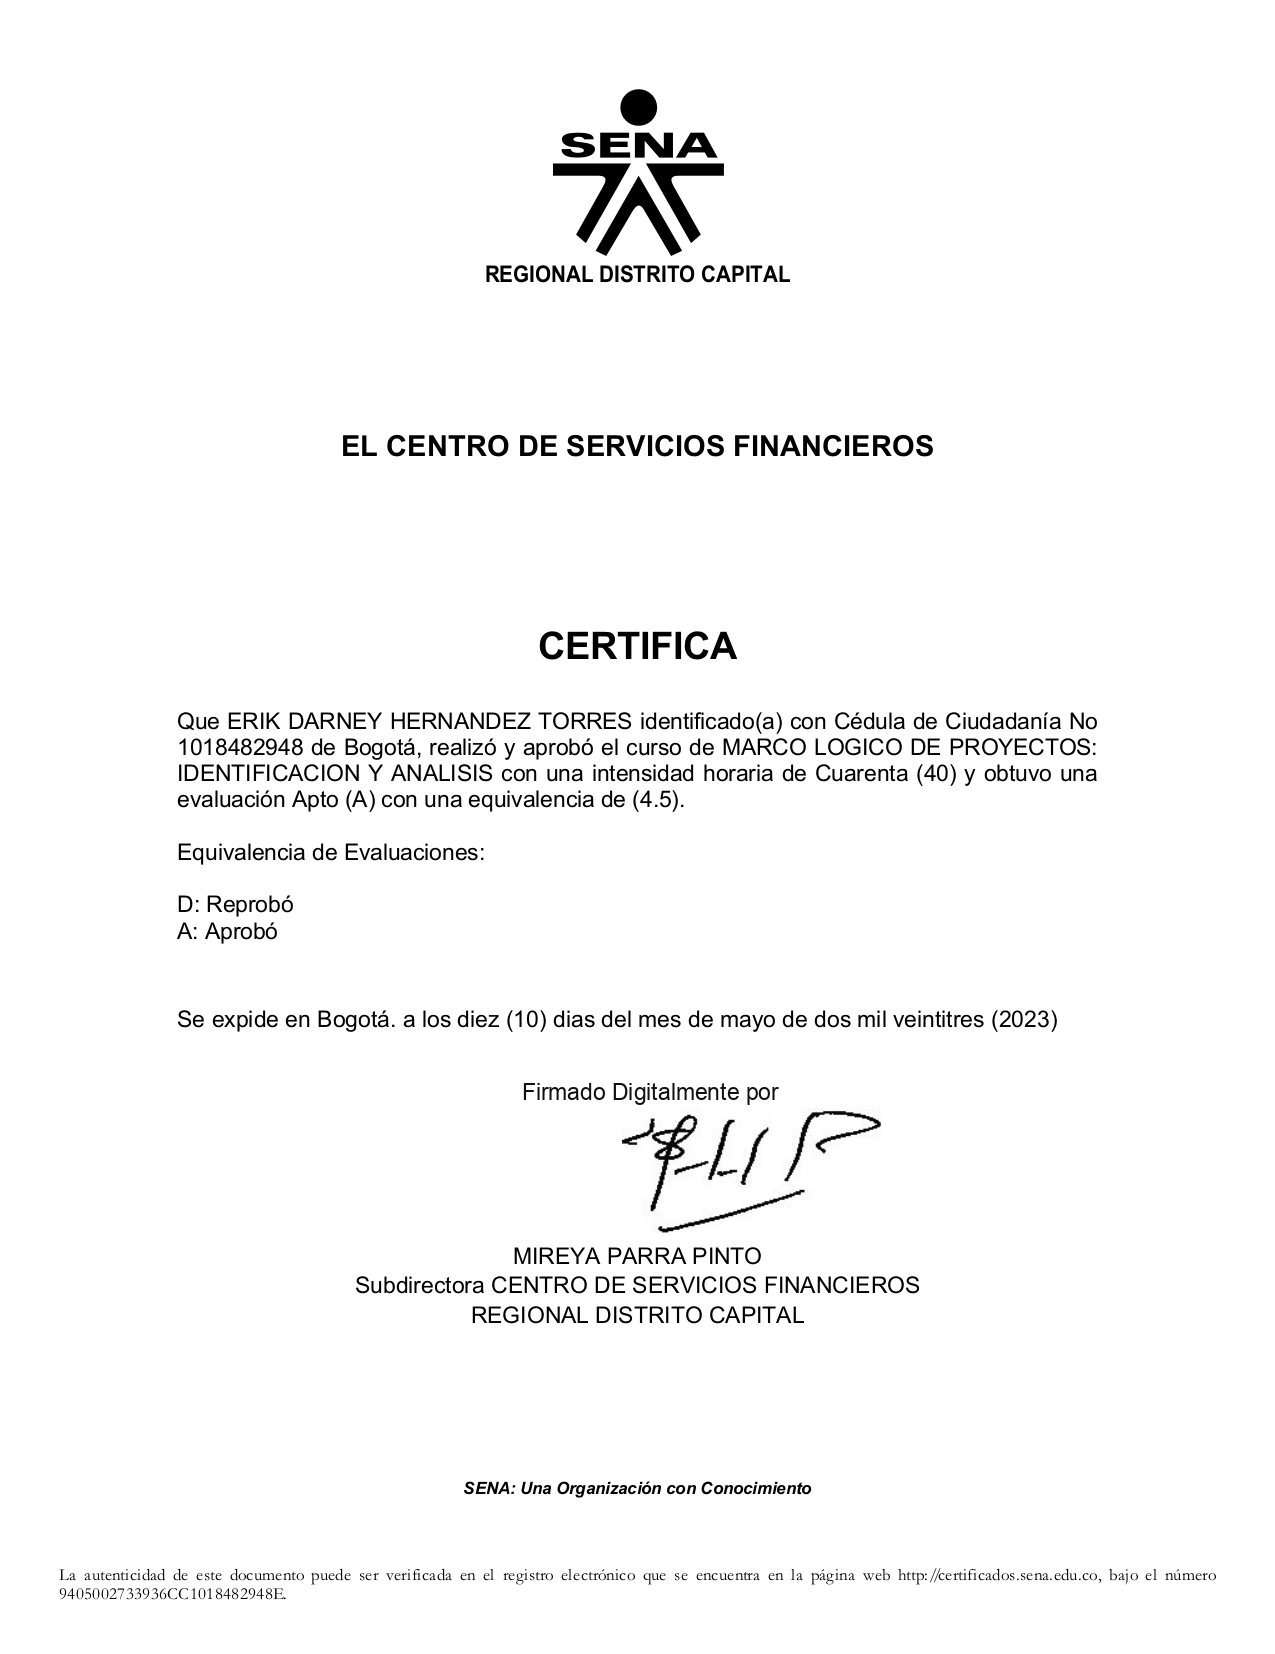 SENA
REGIONAL DISTRITO CAPITAL
EL CENTRO DE SERVICIOS FINANCIEROS
CERTIFICA
Que ERIK DARNEY HERNANDEZ TORRES identificado(a) con Cédula de Ciudadanía No
1018482948 de Bogotá, realizó y aprobó el curso de MARCO LOGICO DE PROYECTOS:
IDENTIFICACION Y ANALISIS con una intensidad horaria de Cuarenta (40) y obtuvo una
evaluación Apto (A) con una equivalencia de (4.5).
Equivalencia de Evaluaciones:
D: Reprobó
A: Aprobó
Se expide en Bogotá. a los diez (10) dias del mes de mayo de dos mil veintitres (2023)
Firmado Digitalmente por
MIREYA PARRA PINTO
Subdirectora CENTRO DE SERVICIOS FINANCIEROS
REGIONAL DISTRITO CAPITAL
SENA: Una Organización con Conocimiento
La autenticidad de este documento puede ser verificada en el registro electrónico que se encuentra en la página web http://certificados.sena.edu.co, bajo el número
9405002733936CC1018482948E.